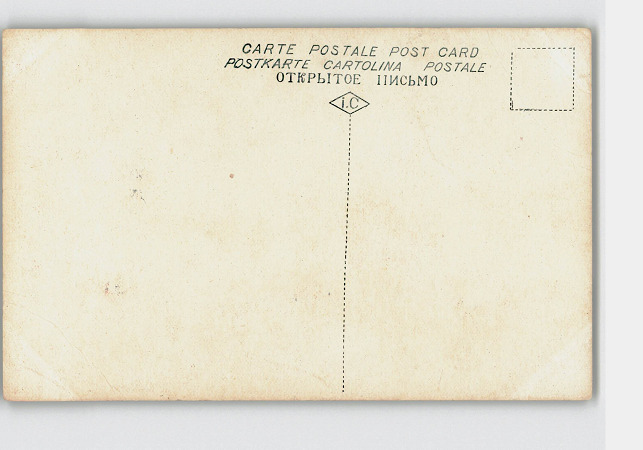 CARTE POSTALE POST CARD
POSTKARTE CARTOLINA POSTALE
ОТКРЫТОЕ ПИСЬМО
i.C